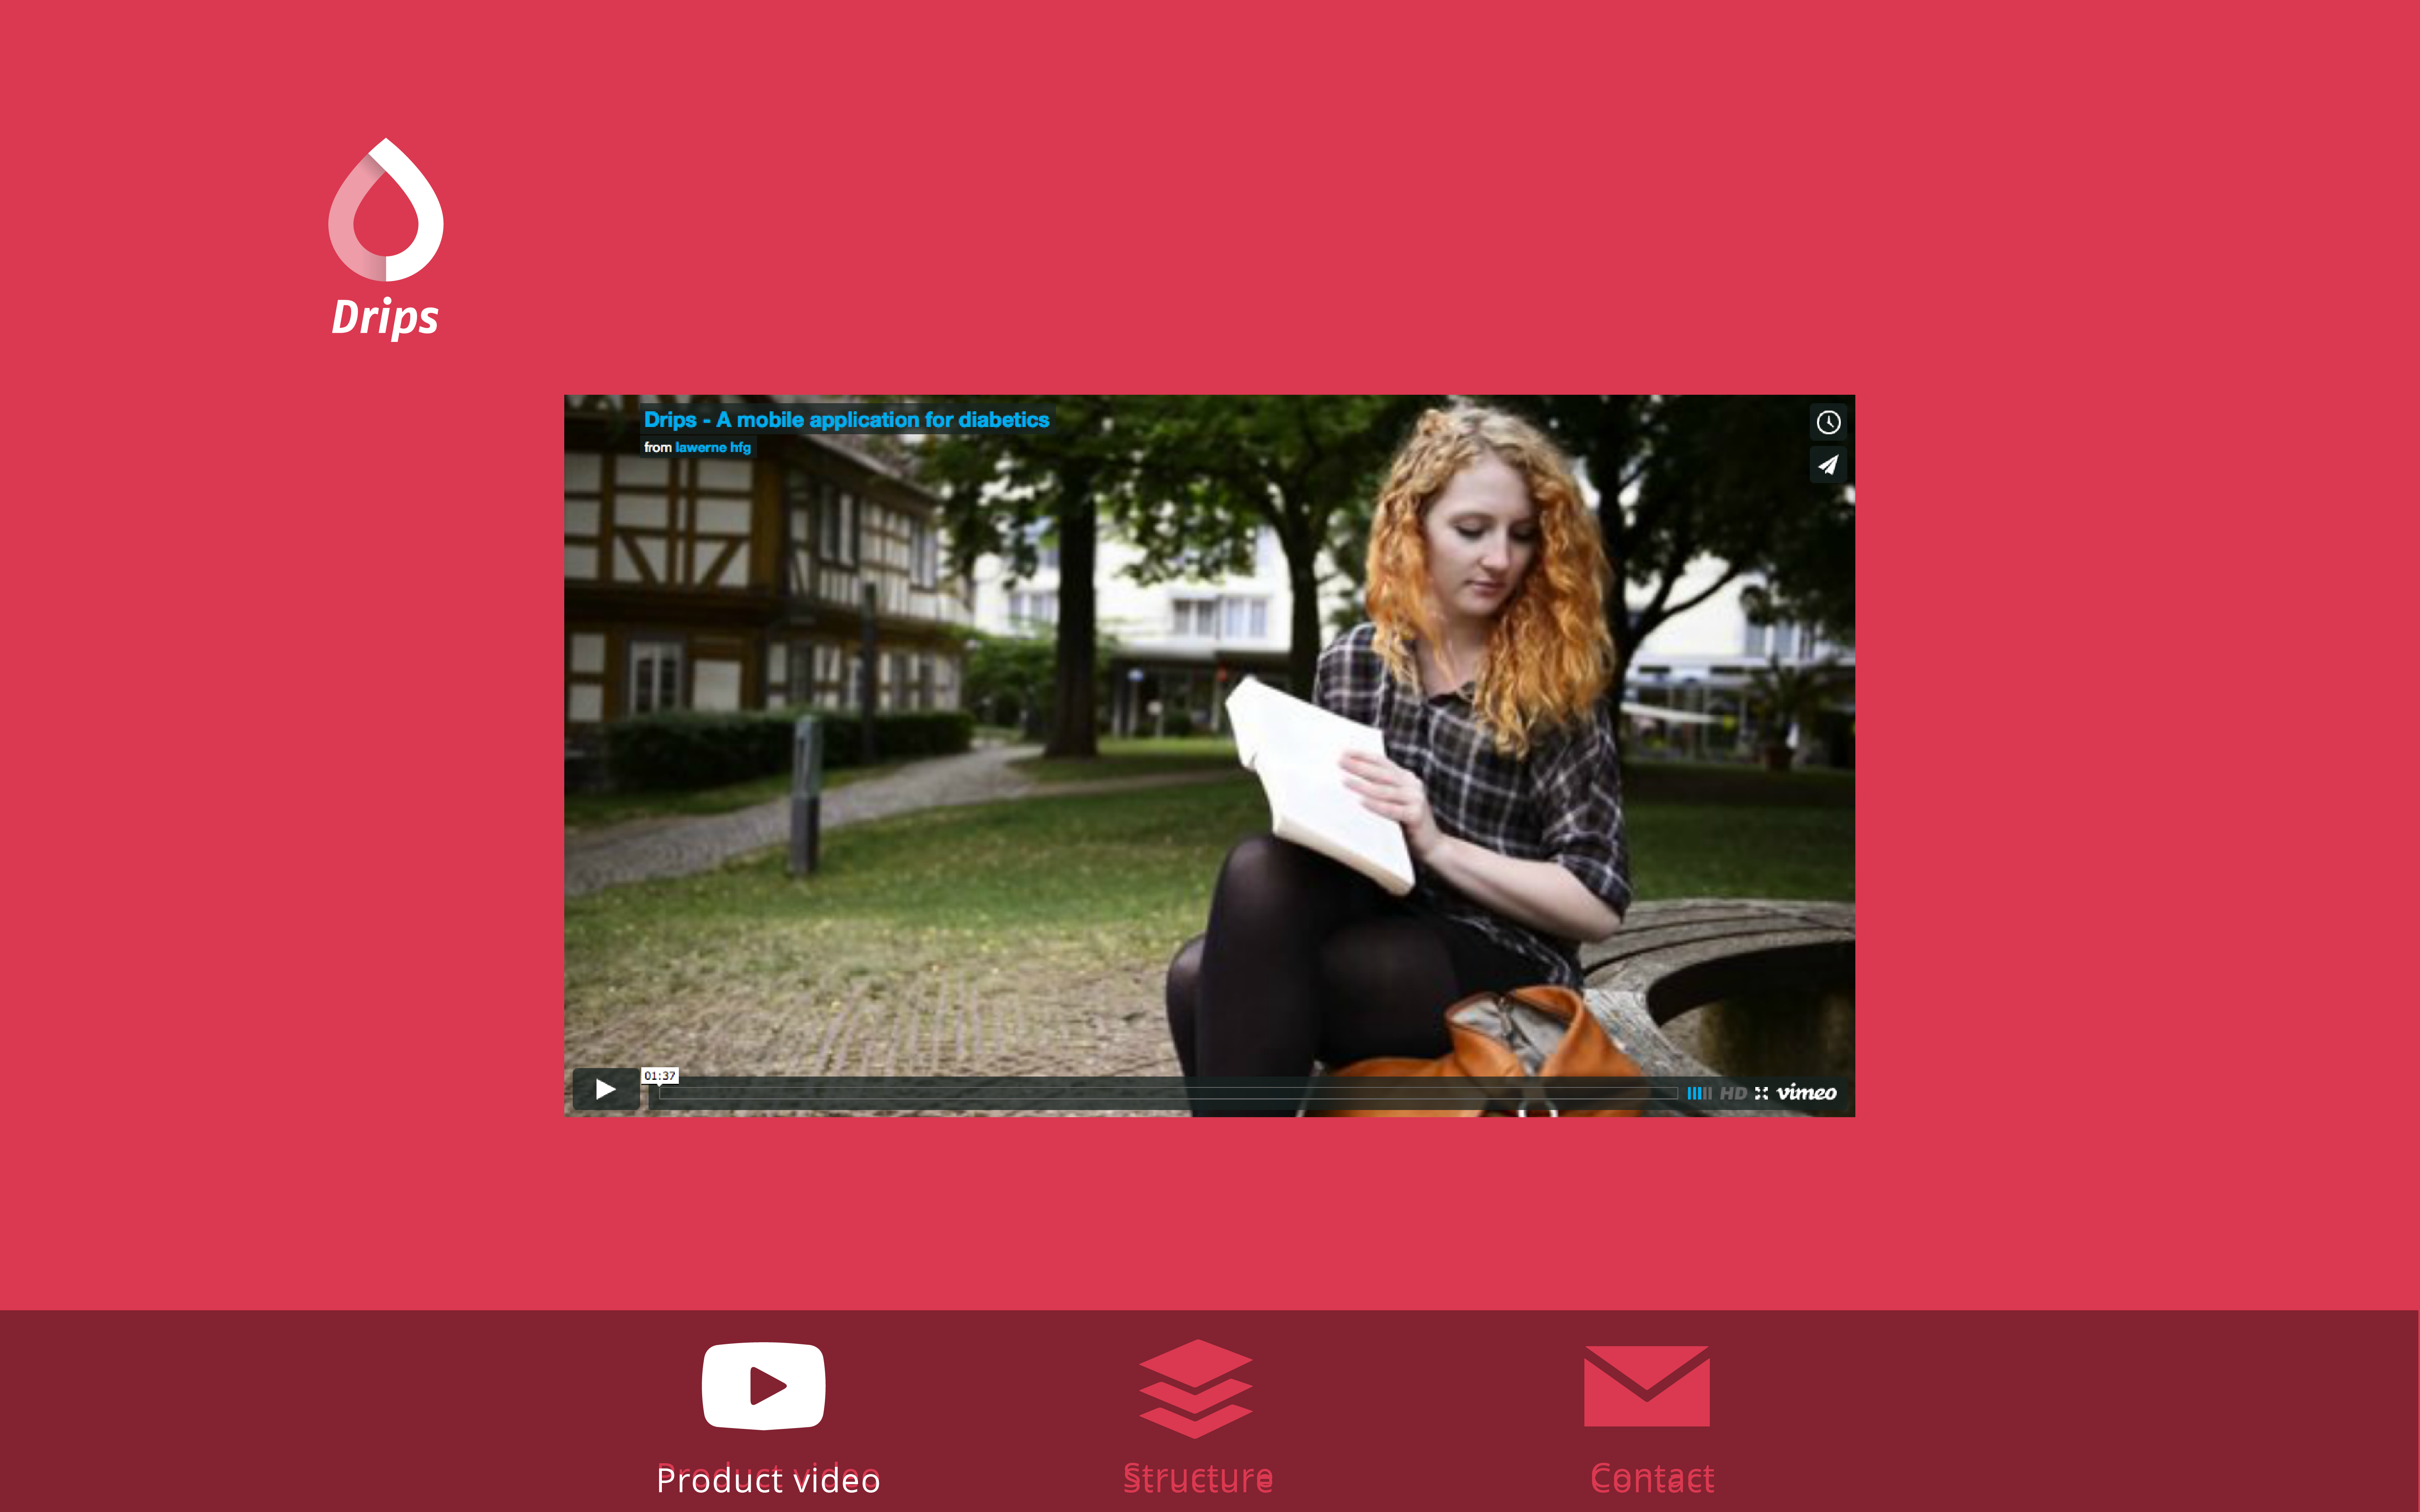 Drips
Drips - A mobile application for diabetics
from lawerne hfg
01:37
HD vimeo
Product video
Structure
Contact